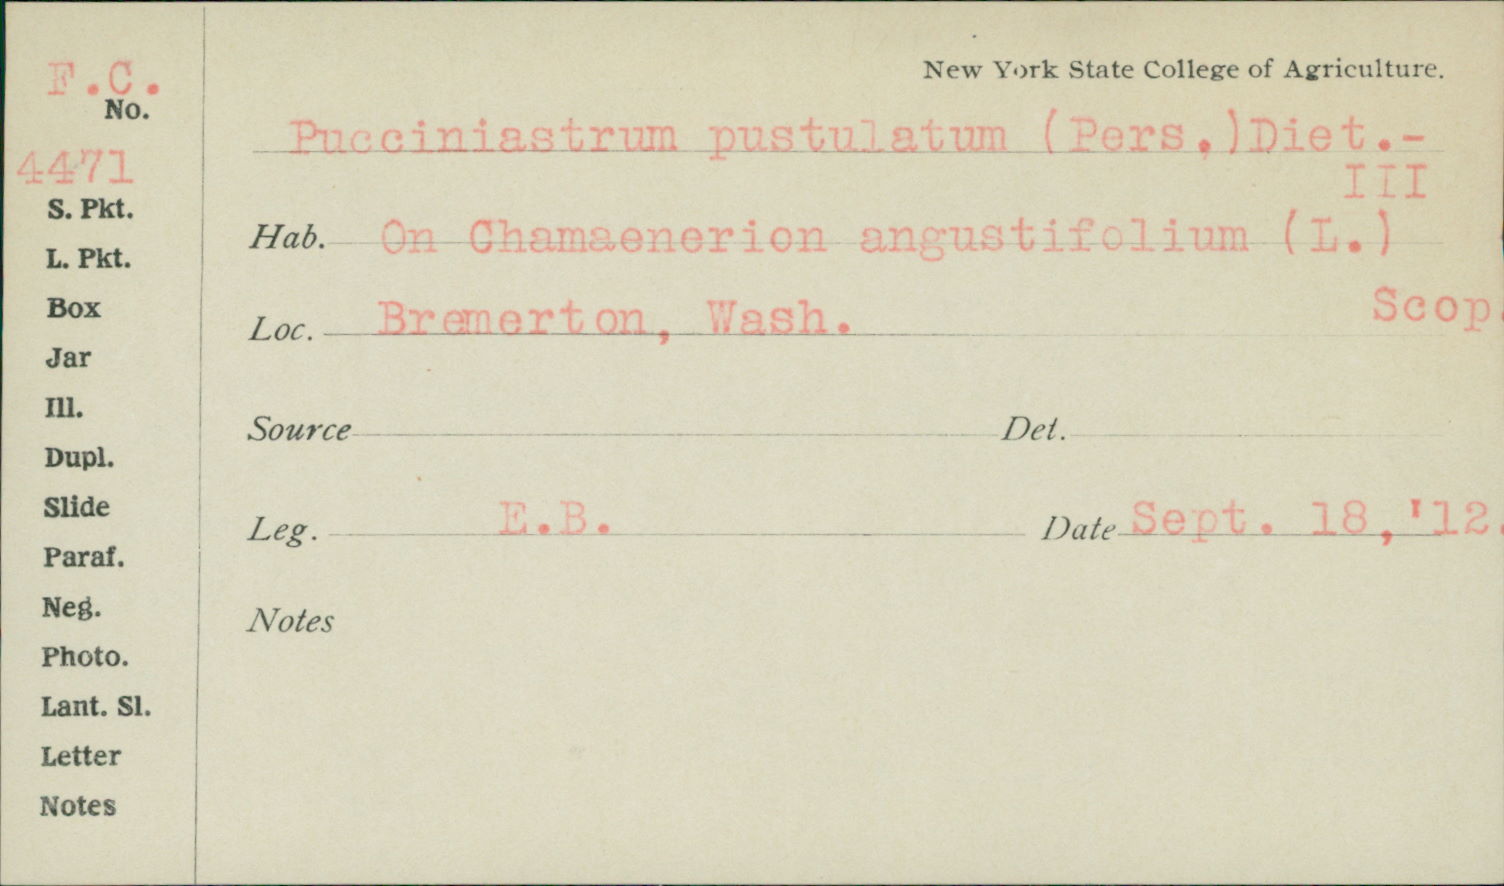 F.C.
No.
4471
S. Pkt.
L. Pkt.
Box
Jar
Ill.
Dupl.
Slide
Paraf.
Neg.
Photo.
Lant. Sl.
Letter
Notes
New York State College of Agriculture.
Pucciniastrum pustulatum (Pers.)Diet.-
III
Hab. On Chamaenerion angustifolium (L.)
Scop.
Loc. Bremerton, Wash.
Source Det.
Leg. E.B. Date Sept. 18,'12.
Notes